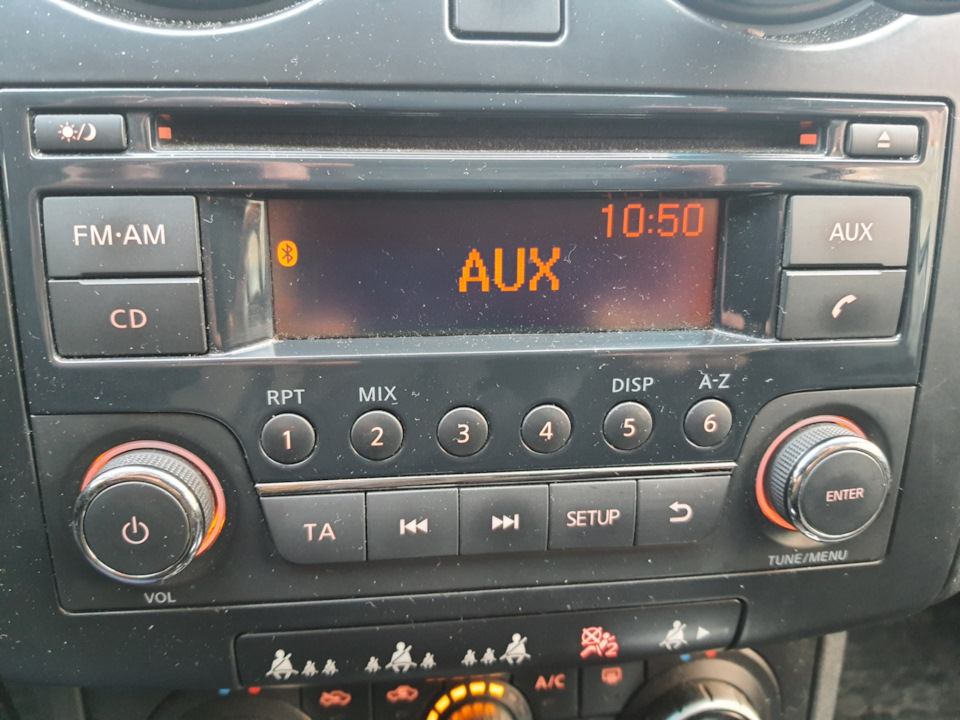 10:50
FM·AM
AUX
AUX
CD
RPT
MIX
DISP
A-Z
1
2
3
4
5
6
ENTER
TA
SETUP
TUNE/MENU
VOL
2
A/C